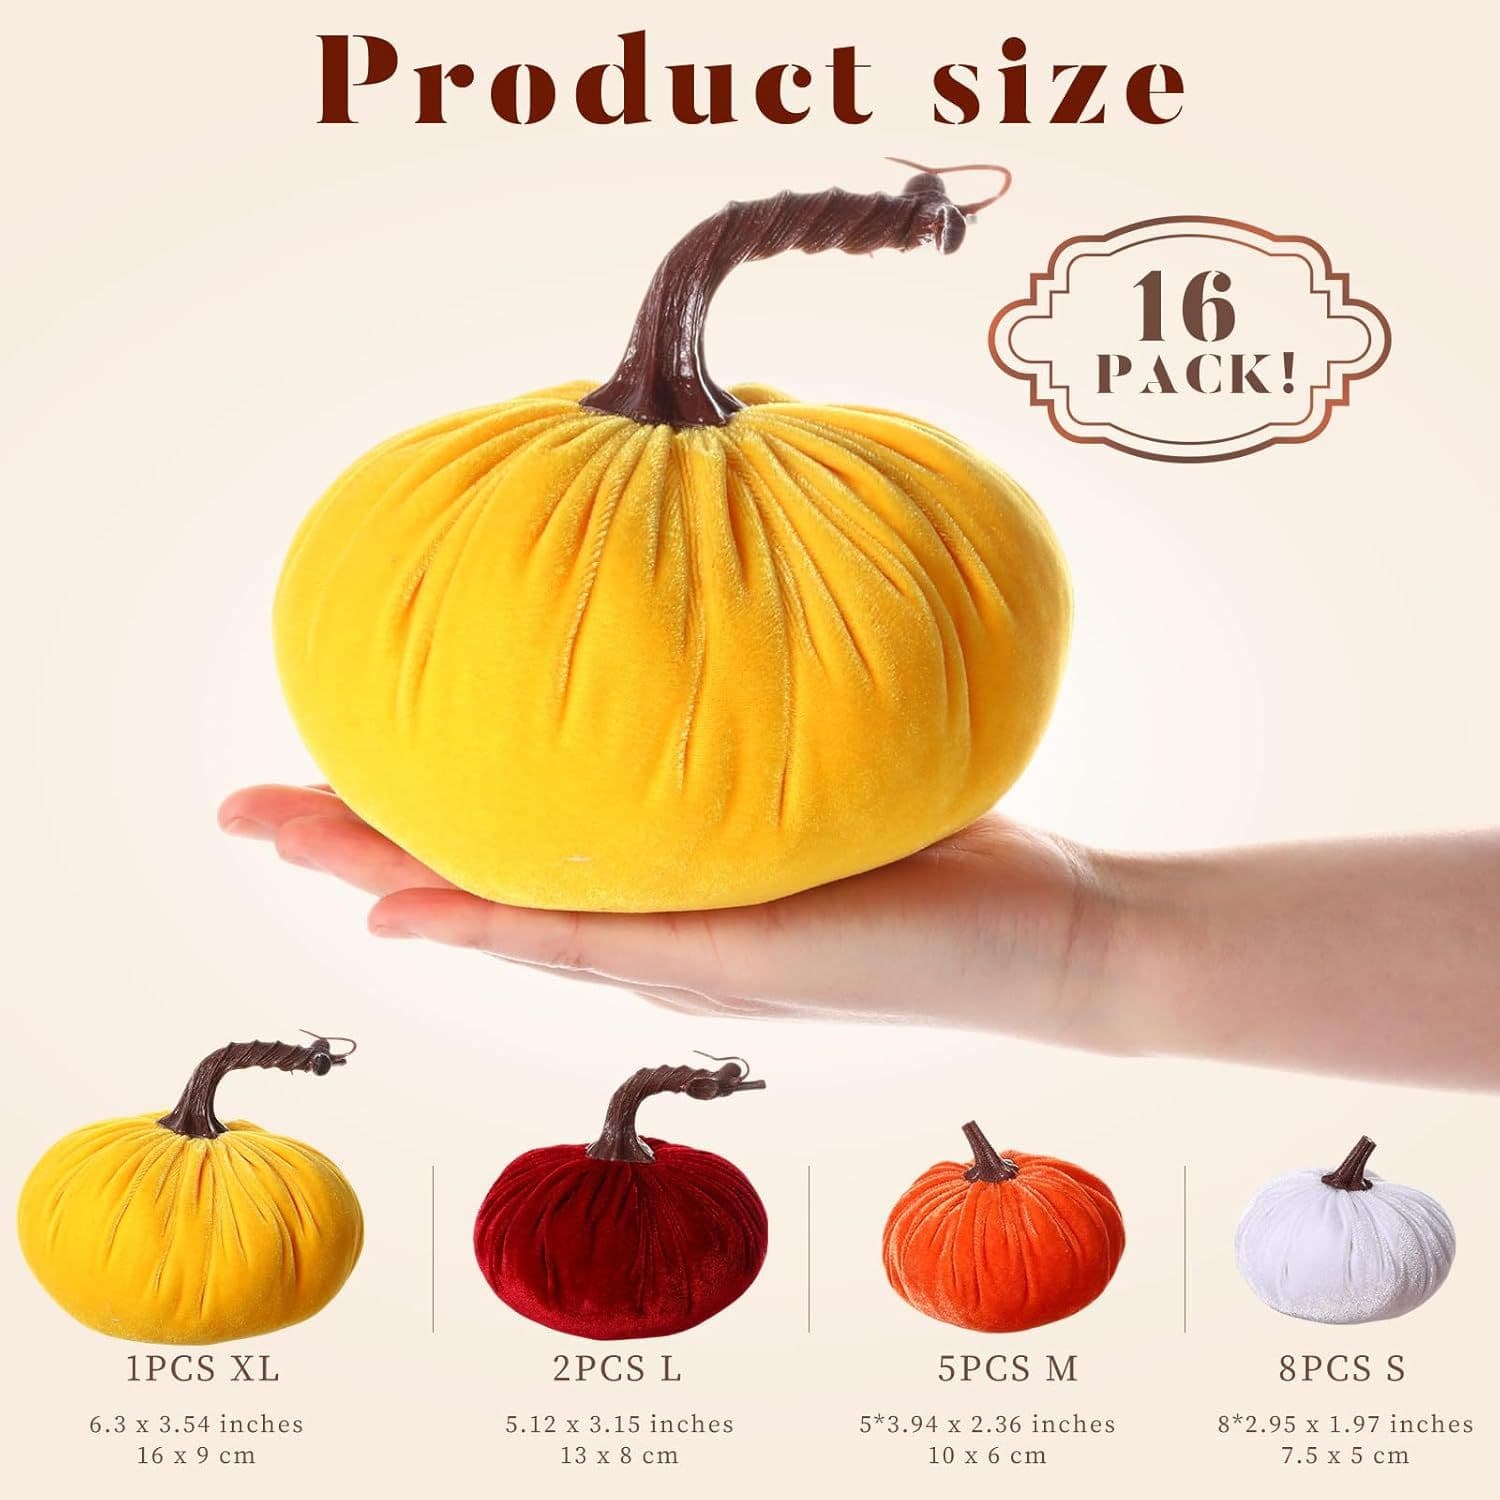 Product size
16
PACK!
1PCS XL
6.3 x 3.54 inches
16 x 9 cm
2PCS L
5.12 x 3.15 inches
13 x 8 cm
5PCS M
5*3.94 x 2.36 inches
10 x 6 cm
8PCS S
8*2.95 x 1.97 inches
7.5 x 5 cm